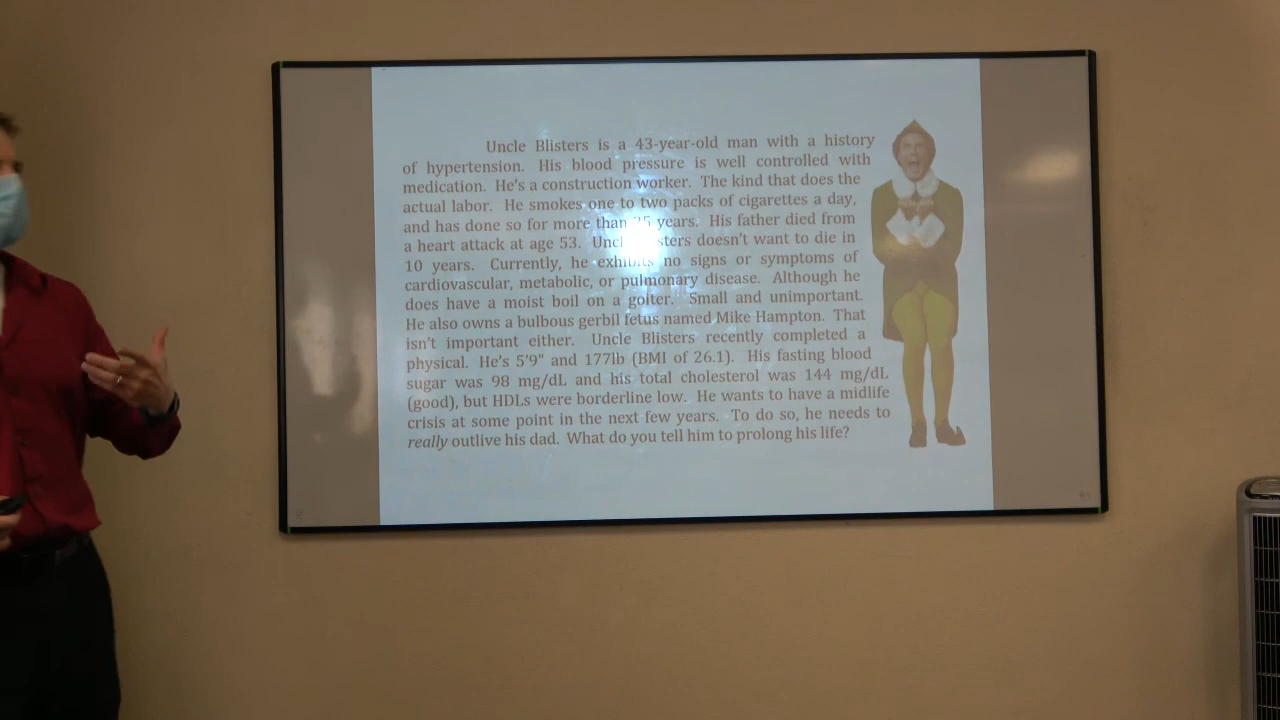 Uncle Blisters is a 43-year-old man with a history
of hypertension. His blood pressure is well controlled with
medication. He's a construction worker. The kind that does the
actual labor. He smokes one to two packs of cigarettes a day,
and has done so for more than years. His father died from
a heart attack at age 53. doesn't want to die in
10 years. Currently, he exhibits no signs or symptoms of
cardiovascular, metabolic, or pulmonary disease. Although he
does have a moist boil on a goiter. Small and unimportant.
He also owns a bulbous gerbil fetus named Mike Hampton. That
isn't important either. Uncle Blisters recently completed a
physical. He's 5'9" and 177lb (BMI of 26.1). His fasting blood
sugar was 98 mg/dL and his total cholesterol was 144 mg/dL
(good), but HDLs were borderline low. He wants to have a midlife
crisis at some point in the next few years. To do so, he needs to
really outlive his dad. What do you tell him to prolong his life?